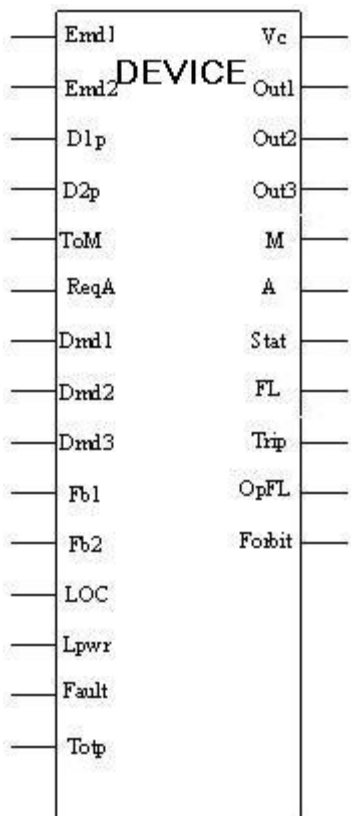 Emd1 Vc
DEVICE
Emd2 Out1
D1p Out2
D2p Out3
ToM M
ReqA A
Dmd1 Stat
Dmd2 FL
Dmd3 Trip
Fb1 OpFL
Fb2 Forbit
LOC
Lpwr
Fault
Totp